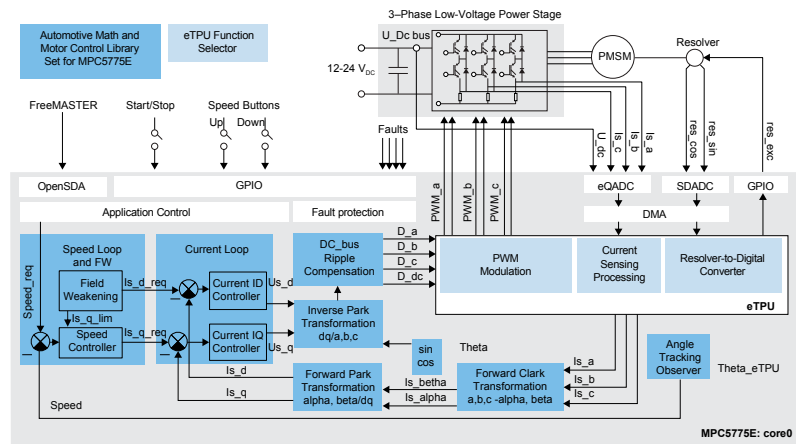 3–Phase Low-Voltage Power Stage
Automotive Math and
Motor Control Library
Set for MPC5775E
eTPU Function
Selector
U_Dc bus
12-24 VDC
PMSM
Resolver
FreeMASTER
Start/Stop
Speed Buttons
Up
Down
Faults
PWM_a
PWM_b
PWM_c
U_dc
Is_c
Is_b
Is_a
res_cos
res_sin
res_exc
OpenSDA
GPIO
eQADC
SDADC
GPIO
Application Control
Fault protection
DMA
Speed Loop
and FW
Current Loop
DC_bus
Ripple
Compensation
D_a
D_b
D_c
D_dc
PWM
Modulation
Current
Sensing
Processing
Resolver-to-Digital
Converter
eTPU
Speed_req
Field
Weakening
Is_d_req
Current ID
Controller
Us_d
Is_q_lim
Inverse Park
Transformation
dq/a,b,c
Speed
Controller
Is_q_req
Current IQ
Controller
Us_q
sin
cos
Theta
Is_a
Is_b
Is_c
Angle
Tracking
Observer
Theta_eTPU
Is_d
Is_q
Forward Park
Transformation
alpha, beta/dq
Is_betha
Is_alpha
Forward Clark
Transformation
a,b,c -alpha, beta
Speed
MPC5775E: core0